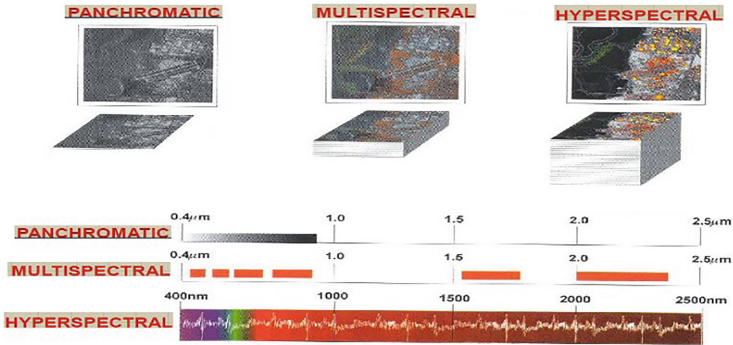 PANCHROMATIC MULTISPECTRAL HYPERSPECTRAL
0.4µm 1.0 1.5 2.0 2.5µm
PANCHROMATIC
0.4µm 1.0 1.5 2.0 2.5µm
MULTISPECTRAL
400nm 1000 1500 2000 2500nm
HYPERSPECTRAL